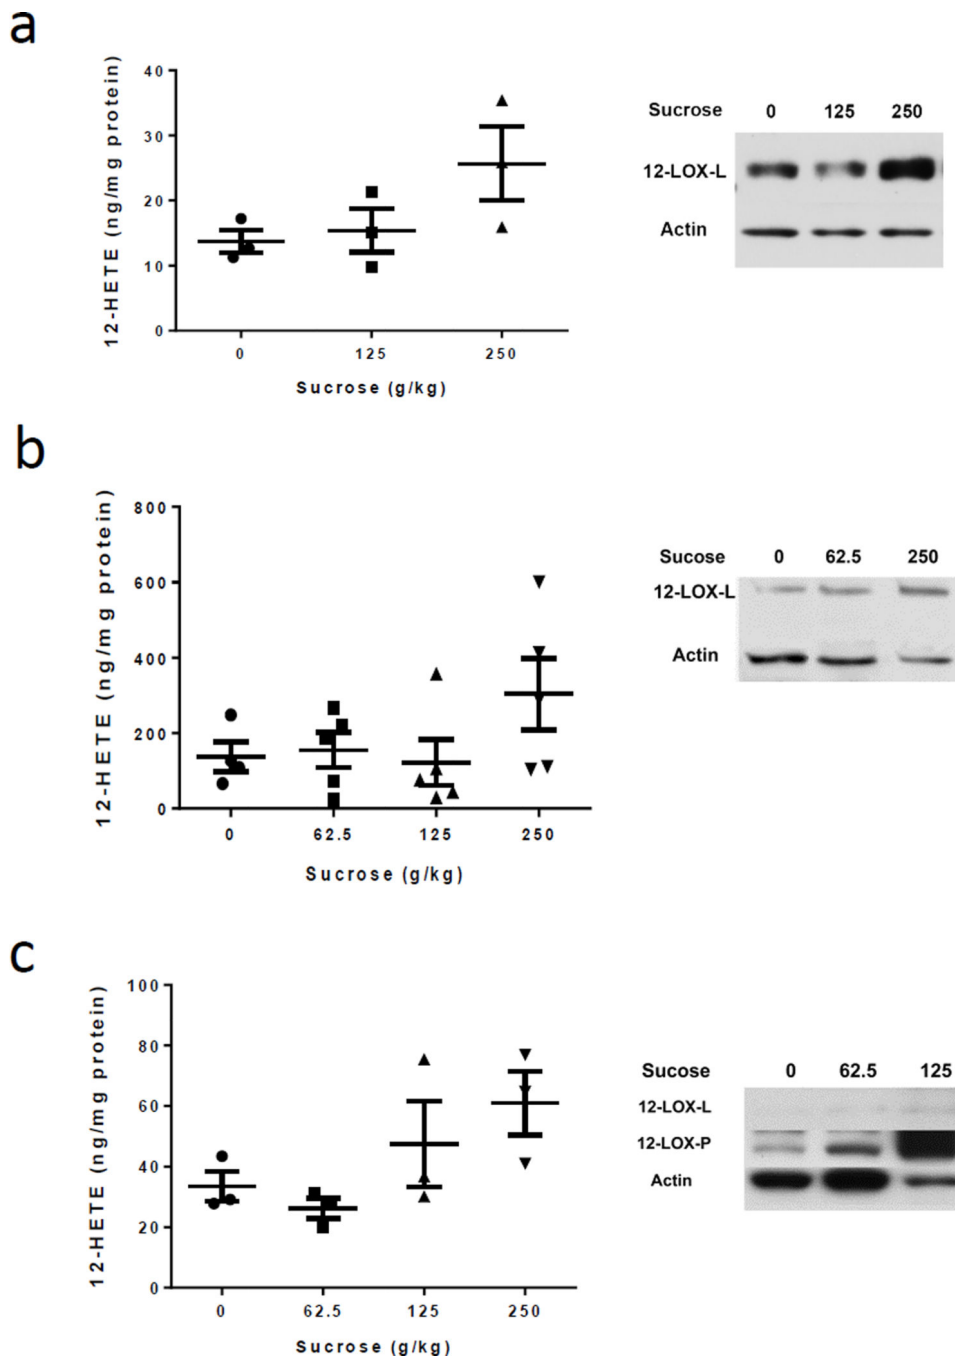 a
12-HETE (ng/mg protein)
40
30
20
10
0
0 125 250
Sucrose (g/kg)
Sucrose 0 125 250
12-LOX-L
Actin
b
12-HETE (ng/mg protein)
800
600
400
200
0
0 62.5 125 250
Sucrose (g/kg)
Sucose 0 62.5 250
12-LOX-L
Actin
c
12-HETE (ng/mg protein)
100
80
60
40
20
0
0 62.5 125 250
Sucrose (g/kg)
Sucose 0 62.5 125
12-LOX-L
12-LOX-P
Actin